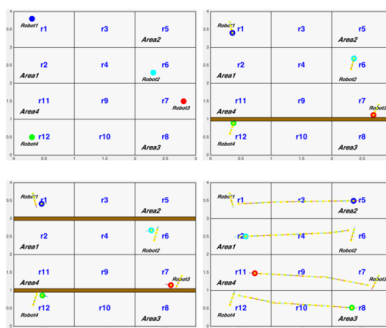 Robot1 r1 r3 r5
Area2
r2 r4 r6
Area1 Robot2
r11 r9 r7 Robot3
Area4
r12 r10 r8
Robot4 Area3
Robot1 r1 r3 r5
Area2
r2 r4 r6
Area1 Robot2
r11 r9 r7 Robot3
Area4
r12 r10 r8
Robot4 Area3
Robot1 r1 r3 r5
Area2
r2 r4 r6
Area1 Robot2
r11 r9 r7 Robot3
Area4
r12 r10 r8
Robot4 Area3
Robot1 r1 r3 r5
Area2
r2 r4 r6
Area1 Robot2
r11 r9 r7 Robot3
Area4
r12 r10 r8
Robot4 Area3